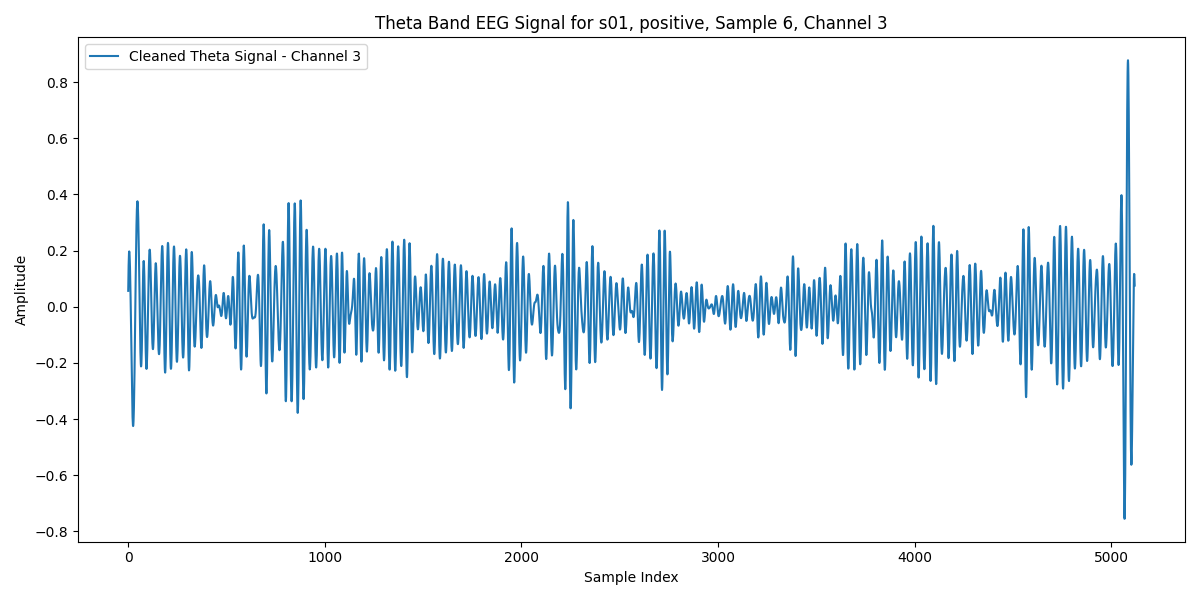 Theta Band EEG Signal for s01, positive, Sample 6, Channel 3
Cleaned Theta Signal - Channel 3
Amplitude
0.8
0.6
0.4
0.2
0.0
−0.2
−0.4
−0.6
−0.8
0 1000 2000 3000 4000 5000
Sample Index